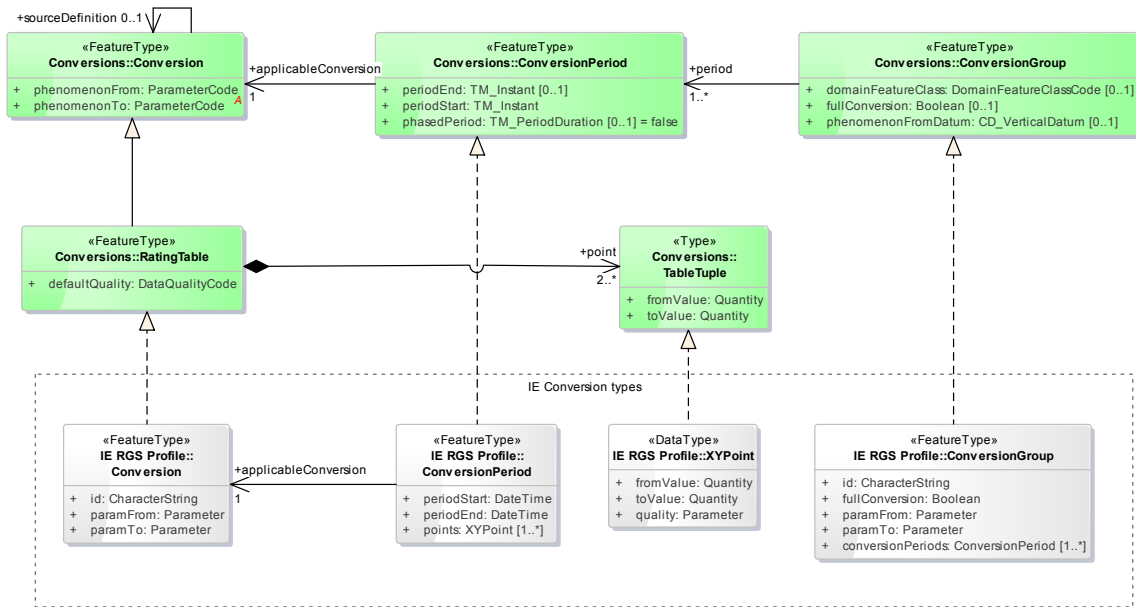 +sourceDefinition 0..1
«FeatureType»
Conversions::Conversion
+ phenomenonFrom: ParameterCode
+ phenomenonTo: ParameterCode
A
+applicableConversion
1
«FeatureType»
Conversions::ConversionPeriod
+ periodEnd: TM_Instant [0..1]
+ periodStart: TM_Instant
+ phasedPeriod: TM_PeriodDuration [0..1] = false
+period
1..*
«FeatureType»
Conversions::ConversionGroup
+ domainFeatureClass: DomainFeatureClassCode [0..1]
+ fullConversion: Boolean [0..1]
+ phenomenonFromDatum: CD_VerticalDatum [0..1]
«FeatureType»
Conversions::RatingTable
+ defaultQuality: DataQualityCode
+point
2..*
«Type»
Conversions::
TableTuple
+ fromValue: Quantity
+ toValue: Quantity
IE Conversion types
«FeatureType»
IE RGS Profile::
Conversion
+ id: CharacterString
+ paramFrom: Parameter
+ paramTo: Parameter
+applicableConversion
1
«FeatureType»
IE RGS Profile::
ConversionPeriod
+ periodStart: DateTime
+ periodEnd: DateTime
+ points: XYPoint [1..*]
«DataType»
IE RGS Profile::XYPoint
+ fromValue: Quantity
+ toValue: Quantity
+ quality: Parameter
«FeatureType»
IE RGS Profile::ConversionGroup
+ id: CharacterString
+ fullConversion: Boolean
+ paramFrom: Parameter
+ paramTo: Parameter
+ conversionPeriods: ConversionPeriod [1..*]